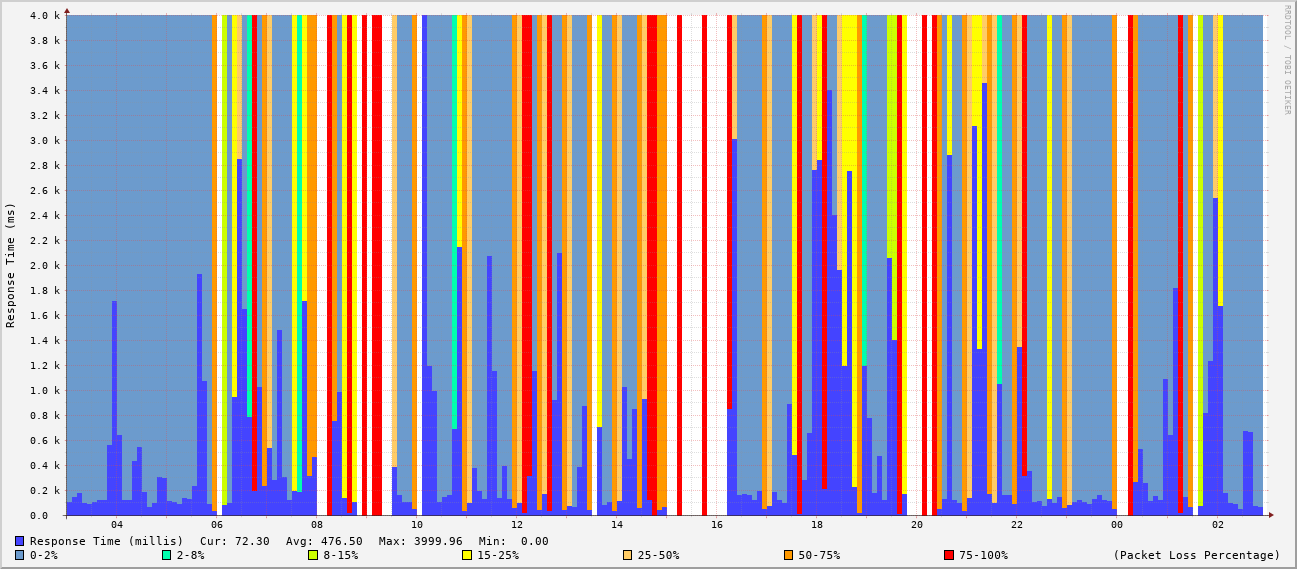 RRDTOOL / TOBI OETIKER
Response Time (ms)
4.0 k
3.8 k
3.6 k
3.4 k
3.2 k
3.0 k
2.8 k
2.6 k
2.4 k
2.2 k
2.0 k
1.8 k
1.6 k
1.4 k
1.2 k
1.0 k
0.8 k
0.6 k
0.4 k
0.2 k
0.0
04 06 08 10 12 14 16 18 20 22 00 02
Response Time (millis) Cur: 72.30 Avg: 476.50 Max: 3999.96 Min: 0.00
0-2% 2-8% 8-15% 15-25% 25-50% 50-75% 75-100% (Packet Loss Percentage)